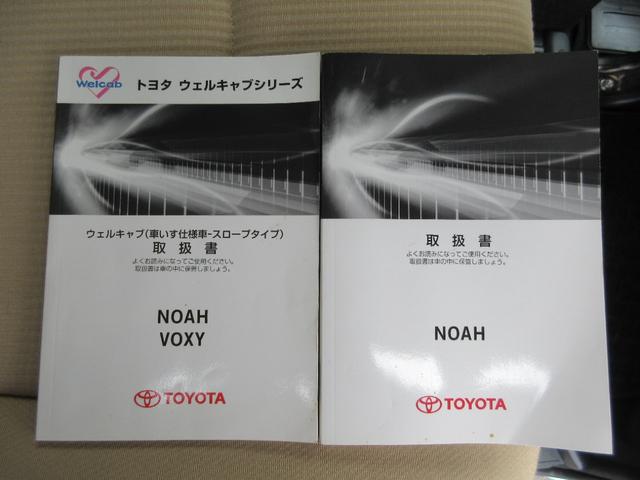 Welcab
トヨタ ウェルキャブシリーズ
ウェルキャブ(車いす仕様車-スロープタイプ)
取扱書
よくお読みになってご使用ください。
取扱書は車の中に保管しましょう。
NOAH
VOXY
TOYOTA
取扱書
よくお読みになってご使用ください。
取扱書は車の中に保管しましょう。
NOAH
TOYOTA